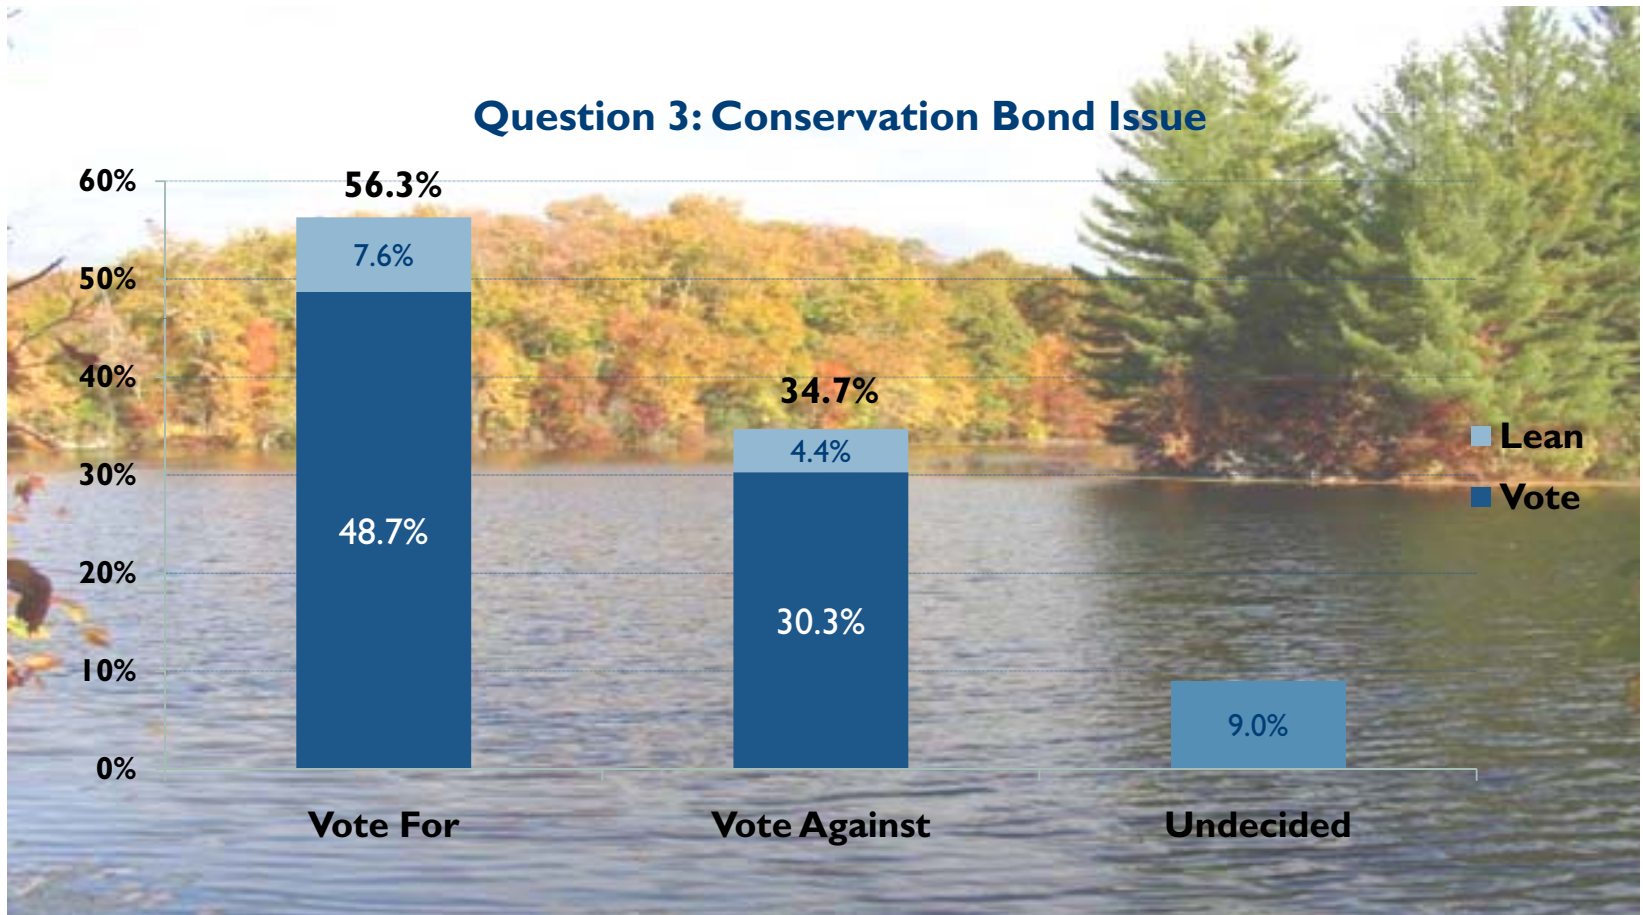 Question 3: Conservation Bond Issue
60%
50%
40%
30%
20%
10%
0%
56.3%
7.6%
48.7%
34.7%
4.4%
30.3%
9.0%
Vote For
Vote Against
Undecided
Lean
Vote